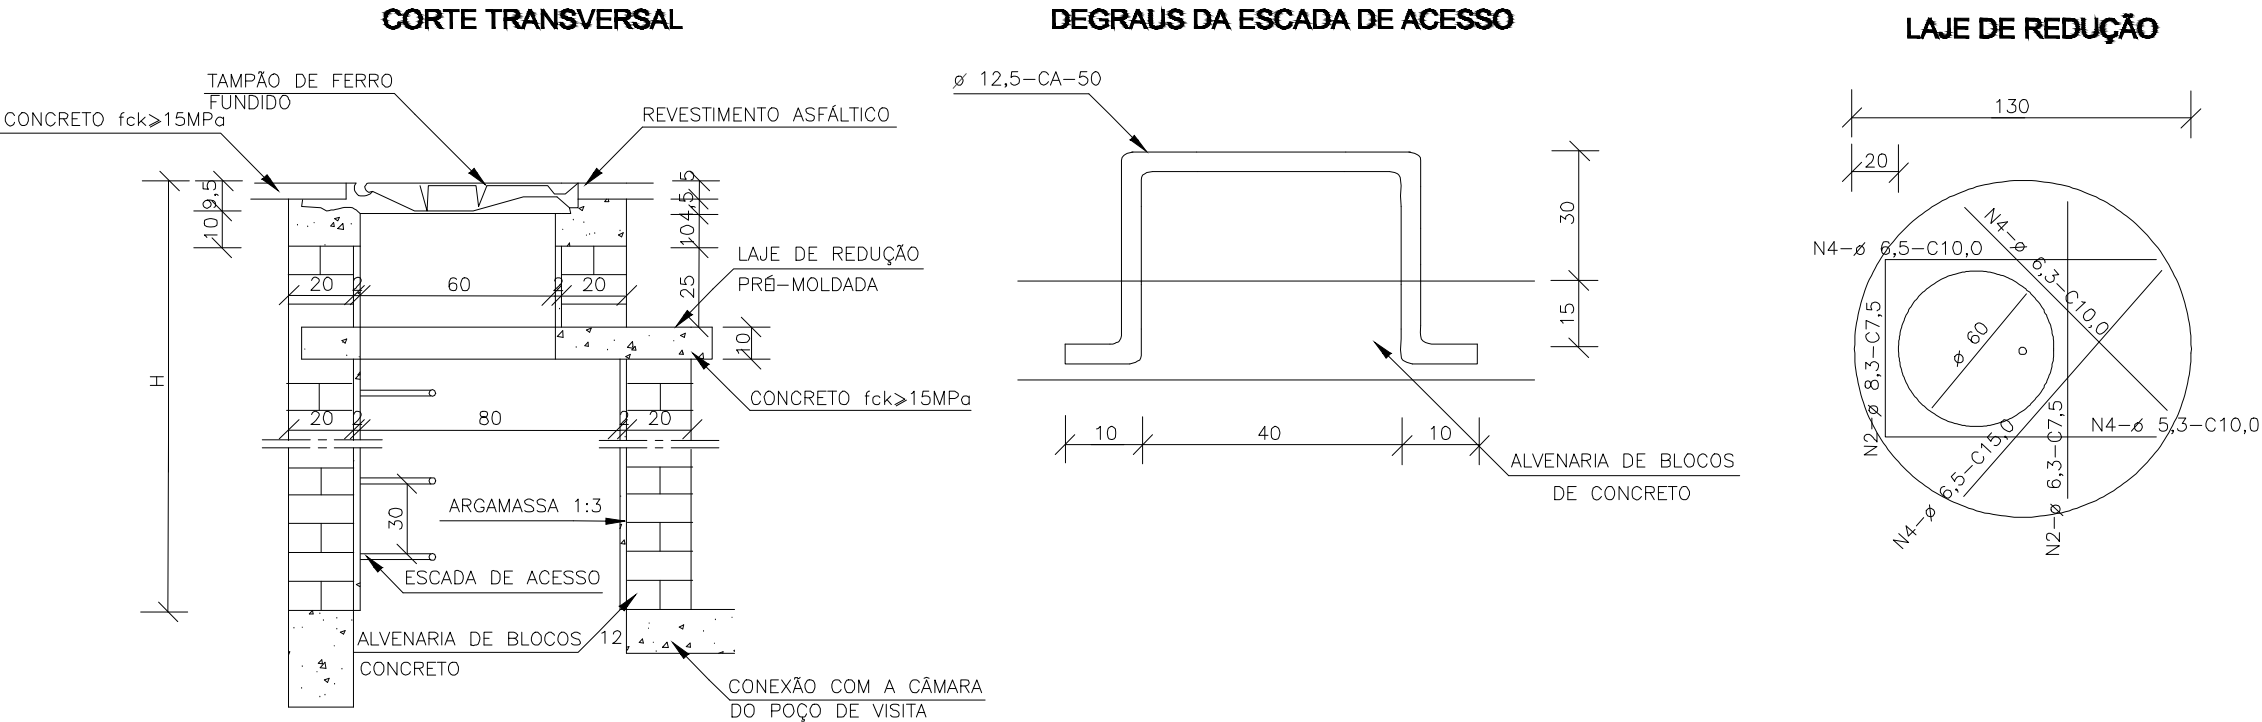 CORTE TRANSVERSAL
TAMPÃO DE FERRO
FUNDIDO
CONCRETO fck≥15MPa
REVESTIMENTO ASFÁLTICO
9,5
10
5
4,5
10
25
LAJE DE REDUÇÃO
PRÉ-MOLDADA
20
2
60
2
20
10
H
CONCRETO fck≥15MPa
20
2
80
2
20
30
ARGAMASSA 1:3
ESCADA DE ACESSO
ALVENARIA DE BLOCOS 12
CONCRETO
CONEXÃO COM A CÂMARA
DO POÇO DE VISITA
DEGRAUS DA ESCADA DE ACESSO
ø 12,5-CA-50
30
15
10
40
10
ALVENARIA DE BLOCOS
DE CONCRETO
LAJE DE REDUÇÃO
130
20
N4-ø 6,5-C10,0
N4-ø 6,3-C10,0
N2-ø 8,3-C7,5
ø 60
N4-ø 5,3-C10,0
N4-ø 6,5-C15,0
N2-ø 6,3-C7,5